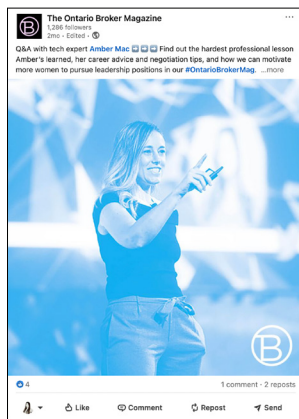 The Ontario Broker Magazine
1,286 followers
2mo • Edited •
Q&A with tech expert Amber Mac ➡️➡️➡️ Find out the hardest professional lesson
Amber's learned, her career advice and negotiation tips, and how we can motivate
more women to pursue leadership positions in our #OntarioBrokerMag. ...more
B
4
1 comment • 2 reposts
Like
Comment
Repost
Send